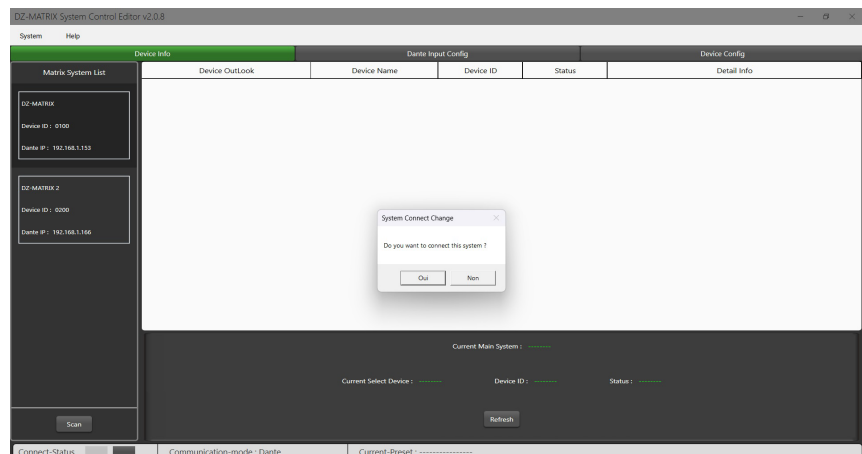 DZ-MATRIX System Control Editor v2.0.8
System Help
Device Info Dante Input Config Device Config
Matrix System List
Device OutLook Device Name Device ID Status Detail Info
DZ-MATRIX
Device ID : 0100
Dante IP : 192.168.1.153
DZ-MATRIX 2
Device ID : 0200
Dante IP : 192.168.1.166
System Connect Change
Do you want to connect this system ?
Oui Non
Current Main System : --------
Current Select Device : -------- Device ID : -------- Status : --------
Refresh
Scan
Connect-Status Communication-mode : Dante Current-Preset : ----------------